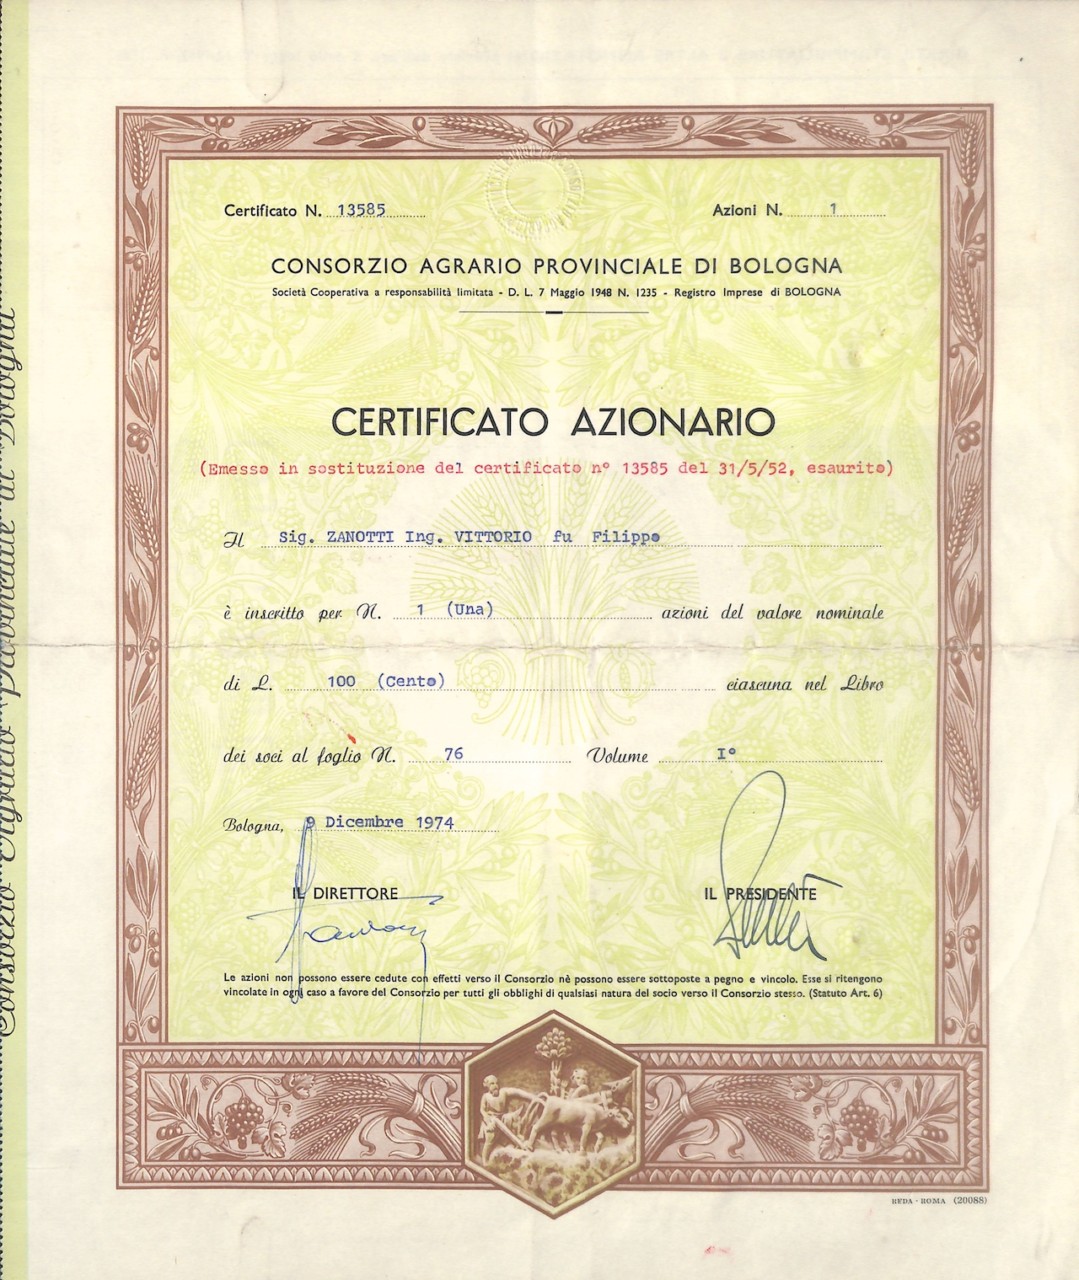 Certificato N. 13585 Azioni N. 1
CONSORZIO AGRARIO PROVINCIALE DI BOLOGNA
Società Cooperativa a responsabilità limitata - D. L. 7 Maggio 1948 N. 1235 - Registro Imprese di BOLOGNA
CERTIFICATO AZIONARIO
(Emesso in sostituzione del certificato n° 13585 del 31/5/52, esaurito)
Il Sig. ZANOTTI Ing. VITTORIO fu Filippo
è inscritto per N. 1 (Una) azioni del valore nominale
di L. 100 (Cento) ciascuna nel Libro
dei soci al foglio N. 76 Volume I°
Bologna, 9 Dicembre 1974
IL DIRETTORE IL PRESIDENTE
Le azioni non possono essere cedute con effetti verso il Consorzio nè possono essere sottoposte a pegno e vincolo. Esse si ritengono
vincolate in ogni caso a favore del Consorzio per tutti gli obblighi di qualsiasi natura del socio verso il Consorzio stesso. (Statuto Art. 6)
REDA - ROMA (20088)
Consorzio Agrario Provinciale di Bologna